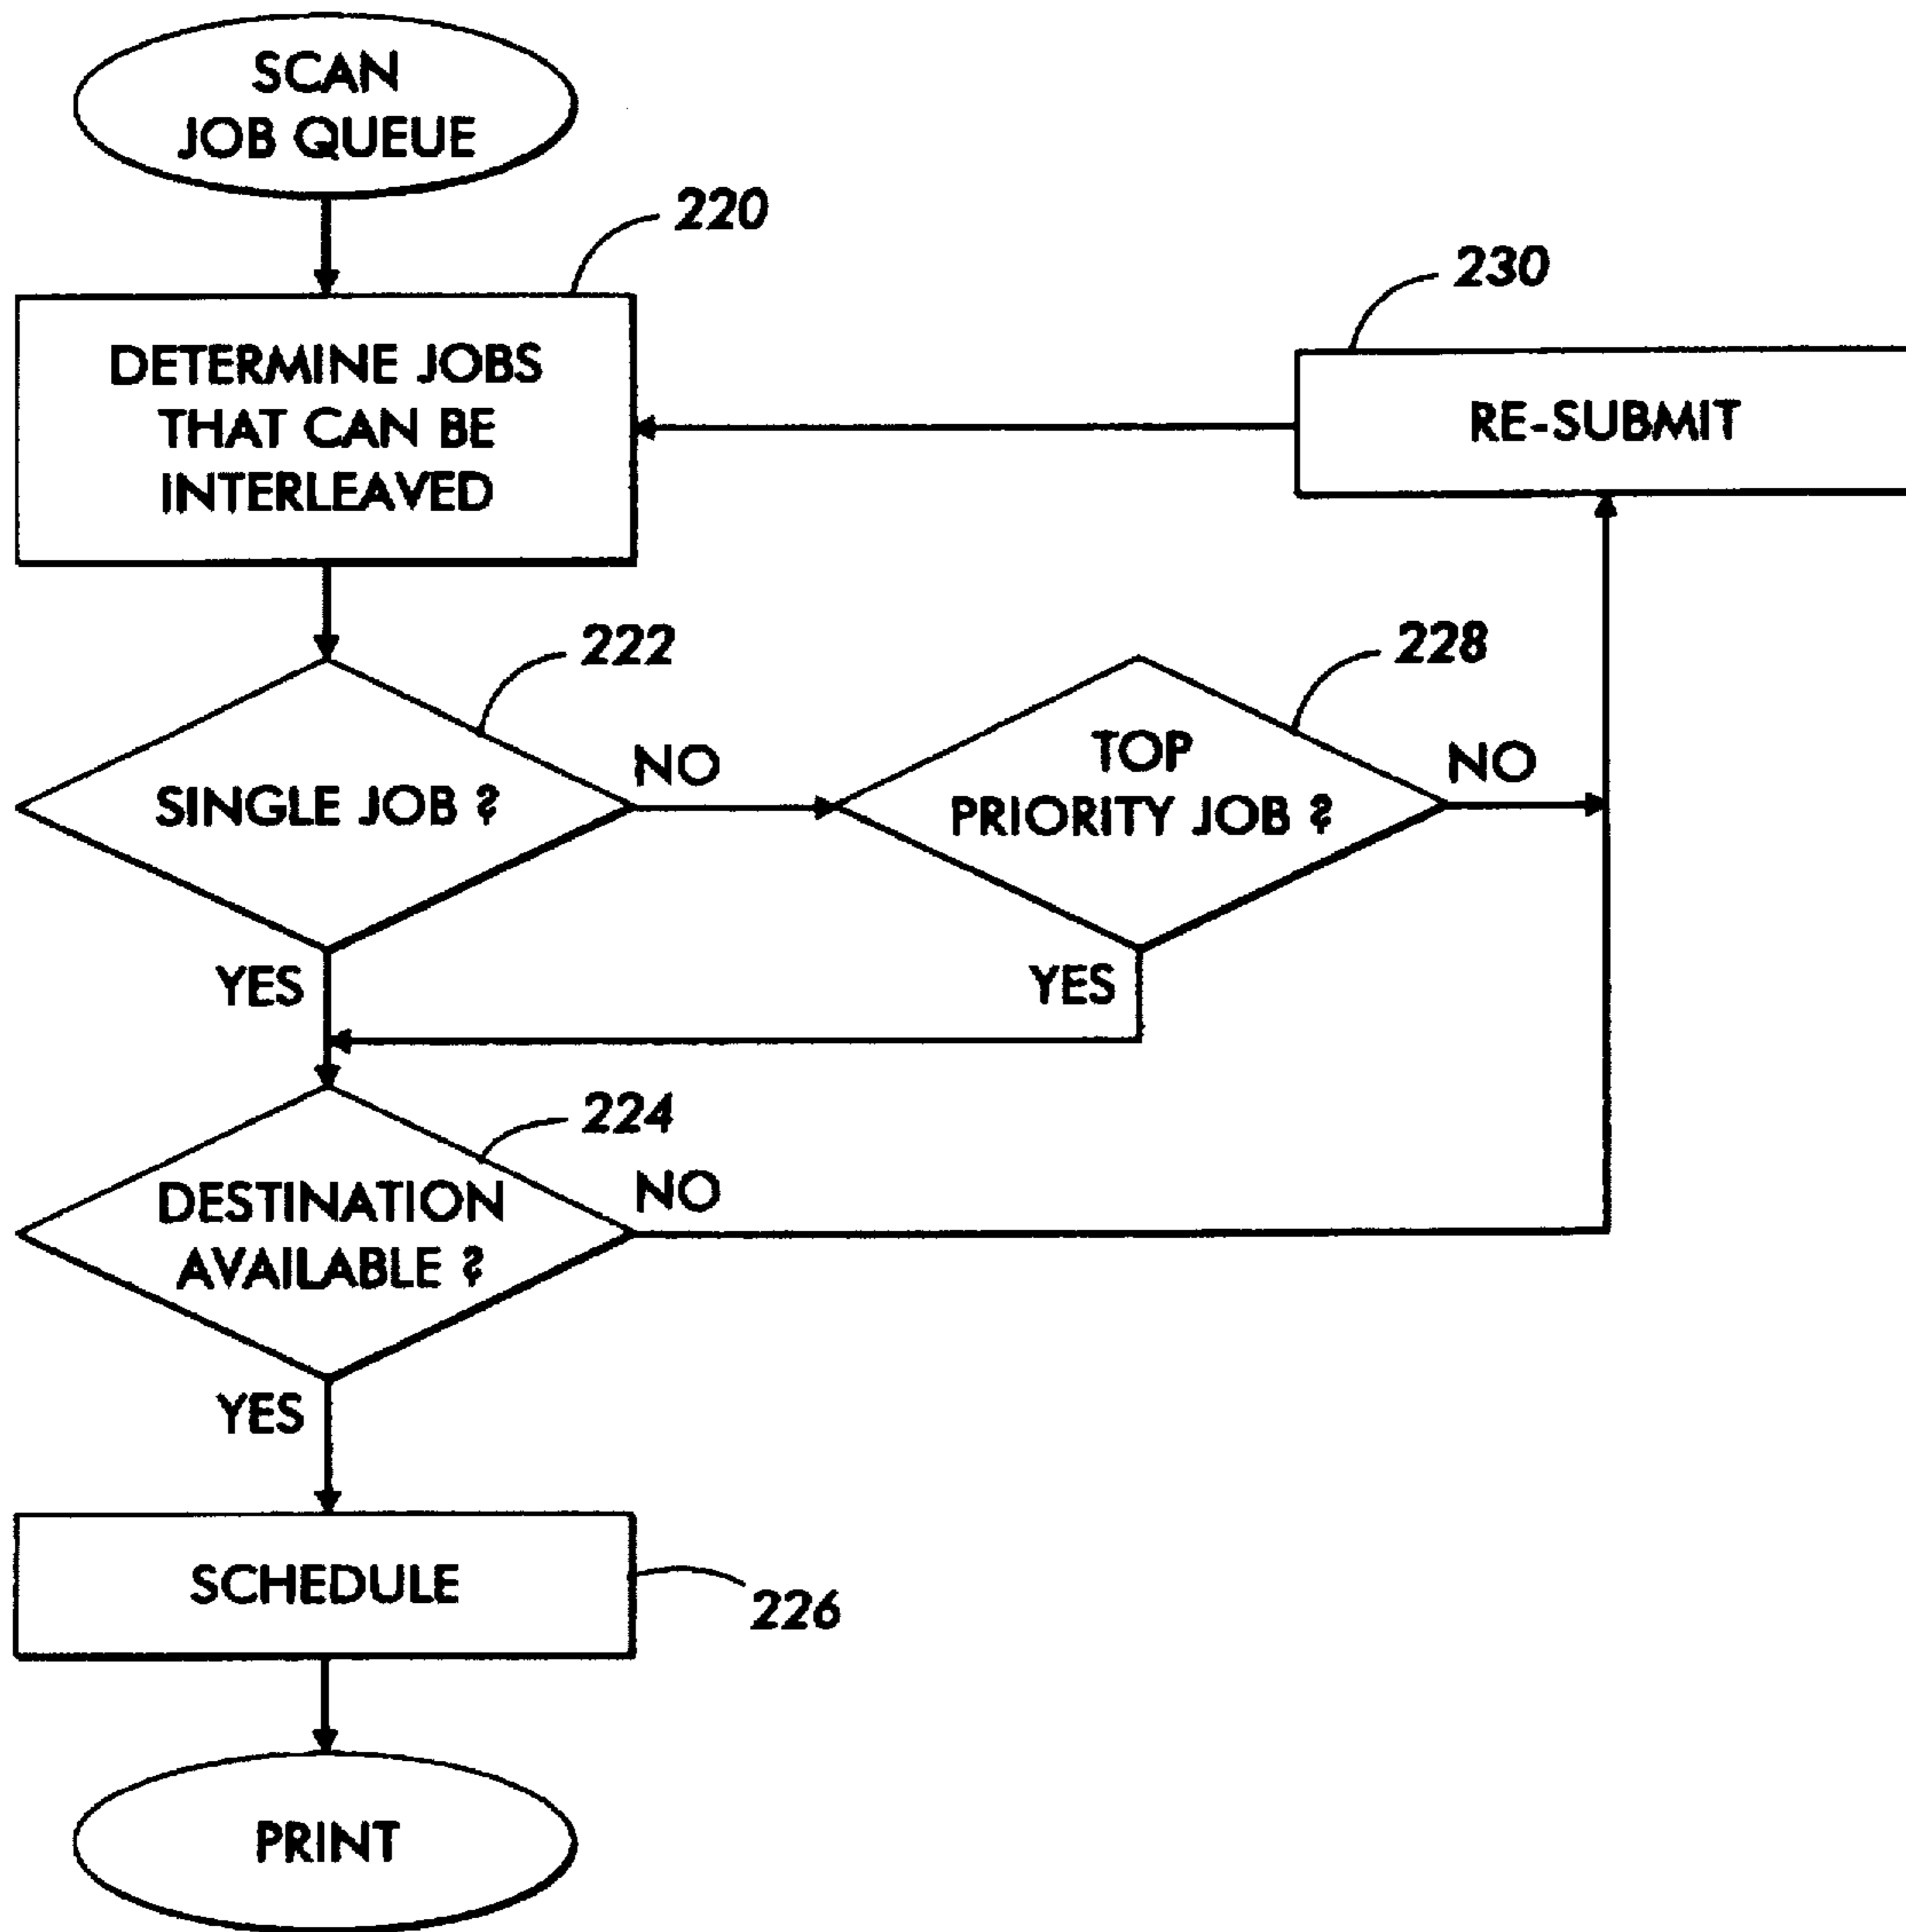 SCAN
JOB QUEUE
220
230
DETERMINE JOBS
THAT CAN BE
INTERLEAVED
RE-SUBMIT
222
228
SINGLE JOB ?
NO
TOP
PRIORITY JOB ?
NO
YES
YES
224
DESTINATION
AVAILABLE ?
NO
YES
SCHEDULE
226
PRINT